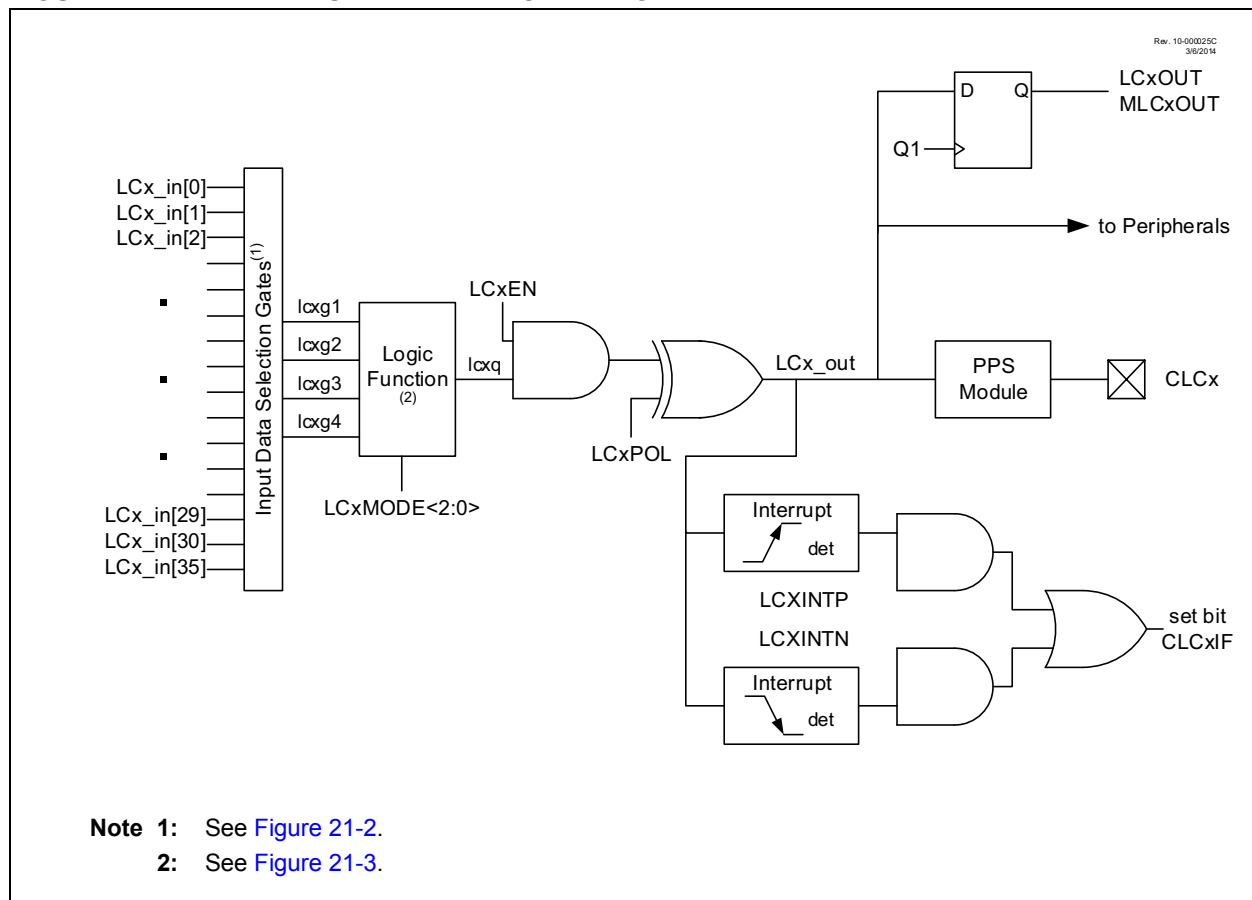 Rev. 10-000025C
3/6/2014
LCxOUT
MLCxOUT
D Q
Q1
to Peripherals
LCx_in[0]
LCx_in[1]
LCx_in[2]
LCx_in[29]
LCx_in[30]
LCx_in[35]
Input Data Selection Gates(1)
lcxg1
lcxg2
lcxg3
lcxg4
Logic
Function
(2)
LCxMODE<2:0>
lcxq
LCxEN
LCxPOL
LCx_out
PPS
Module
CLCx
Interrupt
det
LCXINTP
LCXINTN
Interrupt
det
set bit
CLCxIF
Note 1: See Figure 21-2.
2: See Figure 21-3.